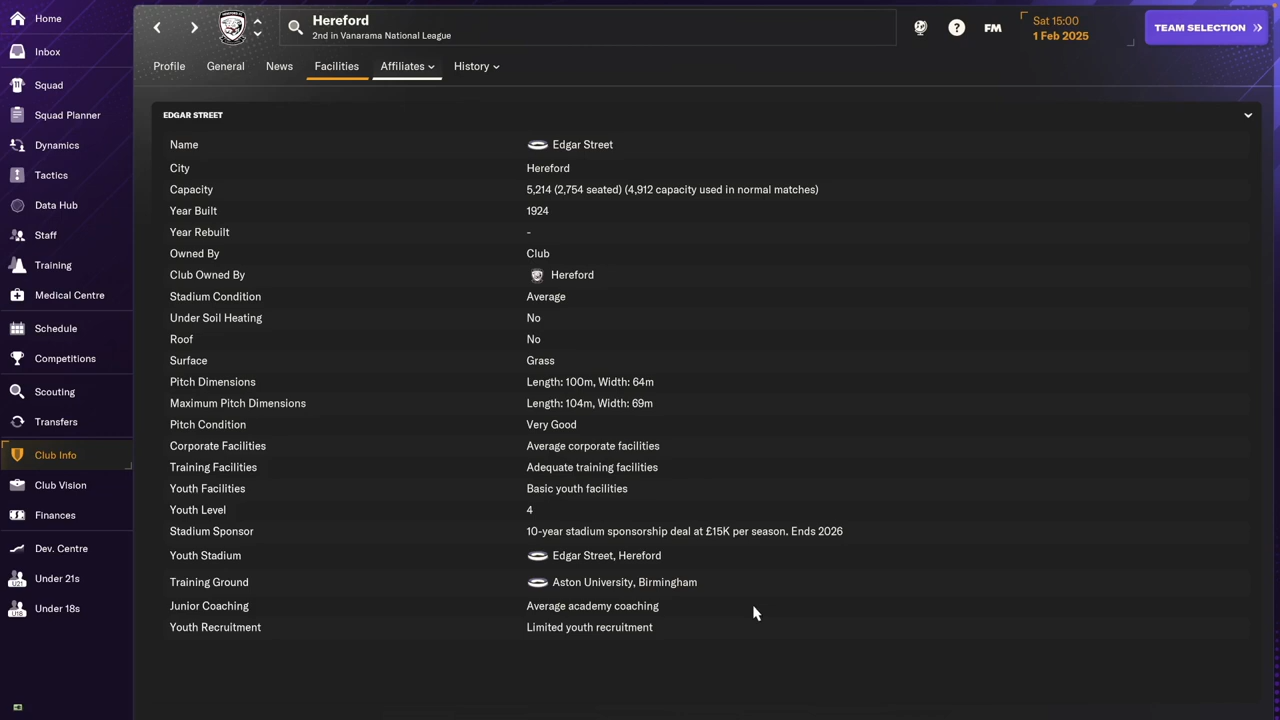 Home
Inbox
Squad
Squad Planner
Dynamics
Tactics
Data Hub
Staff
Training
Medical Centre
Schedule
Competitions
Scouting
Transfers
Club Info
Club Vision
Finances
Dev. Centre
U21 Under 21s
U18 Under 18s
Hereford
2nd in Vanarama National League
? FM
Sat 15:00
1 Feb 2025
TEAM SELECTION
Profile General News Facilities Affiliates History
EDGAR STREET
Name Edgar Street
City Hereford
Capacity 5,214 (2,754 seated) (4,912 capacity used in normal matches)
Year Built 1924
Year Rebuilt -
Owned By Club
Club Owned By Hereford
Stadium Condition Average
Under Soil Heating No
Roof No
Surface Grass
Pitch Dimensions Length: 100m, Width: 64m
Maximum Pitch Dimensions Length: 104m, Width: 69m
Pitch Condition Very Good
Corporate Facilities Average corporate facilities
Training Facilities Adequate training facilities
Youth Facilities Basic youth facilities
Youth Level 4
Stadium Sponsor 10-year stadium sponsorship deal at £15K per season. Ends 2026
Youth Stadium Edgar Street, Hereford
Training Ground Aston University, Birmingham
Junior Coaching Average academy coaching
Youth Recruitment Limited youth recruitment